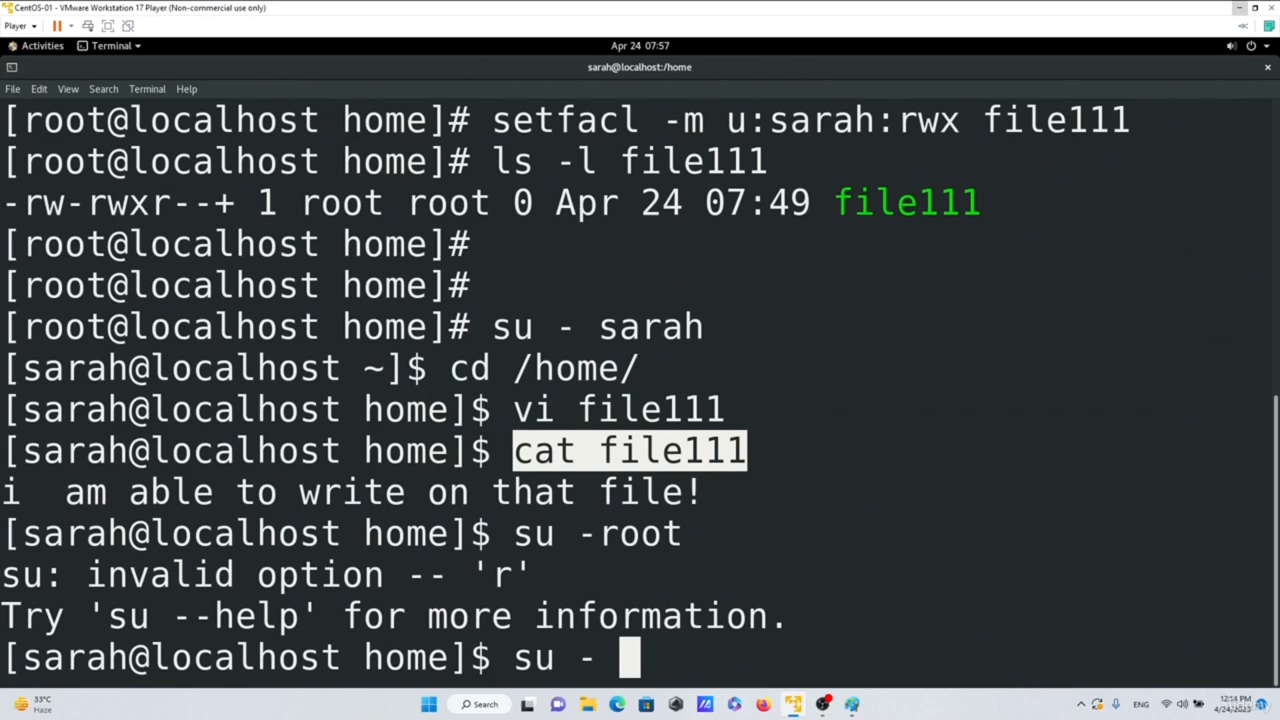 CentOS-01 - VMware Workstation 17 Player (Non-commercial use only)
Player
Activities Terminal Apr 24 07:57
sarah@localhost:/home
File Edit View Search Terminal Help
[root@localhost home]# setfacl -m u:sarah:rwx file111
[root@localhost home]# ls -l file111
-rw-rwxr--+ 1 root root 0 Apr 24 07:49 file111
[root@localhost home]#
[root@localhost home]#
[root@localhost home]# su - sarah
[sarah@localhost ~]$ cd /home/
[sarah@localhost home]$ vi file111
[sarah@localhost home]$ cat file111
i  am able to write on that file!
[sarah@localhost home]$ su -root
su: invalid option -- 'r'
Try 'su --help' for more information.
[sarah@localhost home]$ su -
33°C
Haze
Search
ENG
12:14 PM
4/24/2023